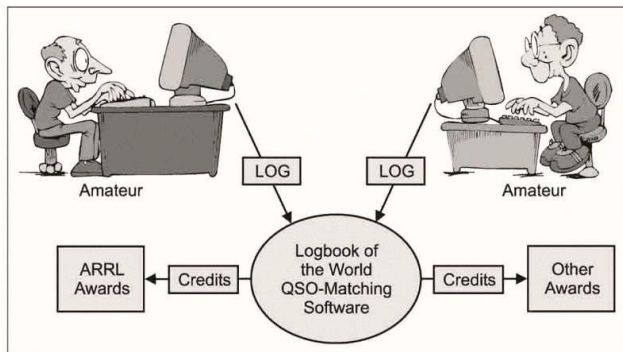 Amateur
Amateur
LOG
LOG
Logbook of
the World
QSO-Matching
Software
ARRL
Awards
Credits
Credits
Other
Awards